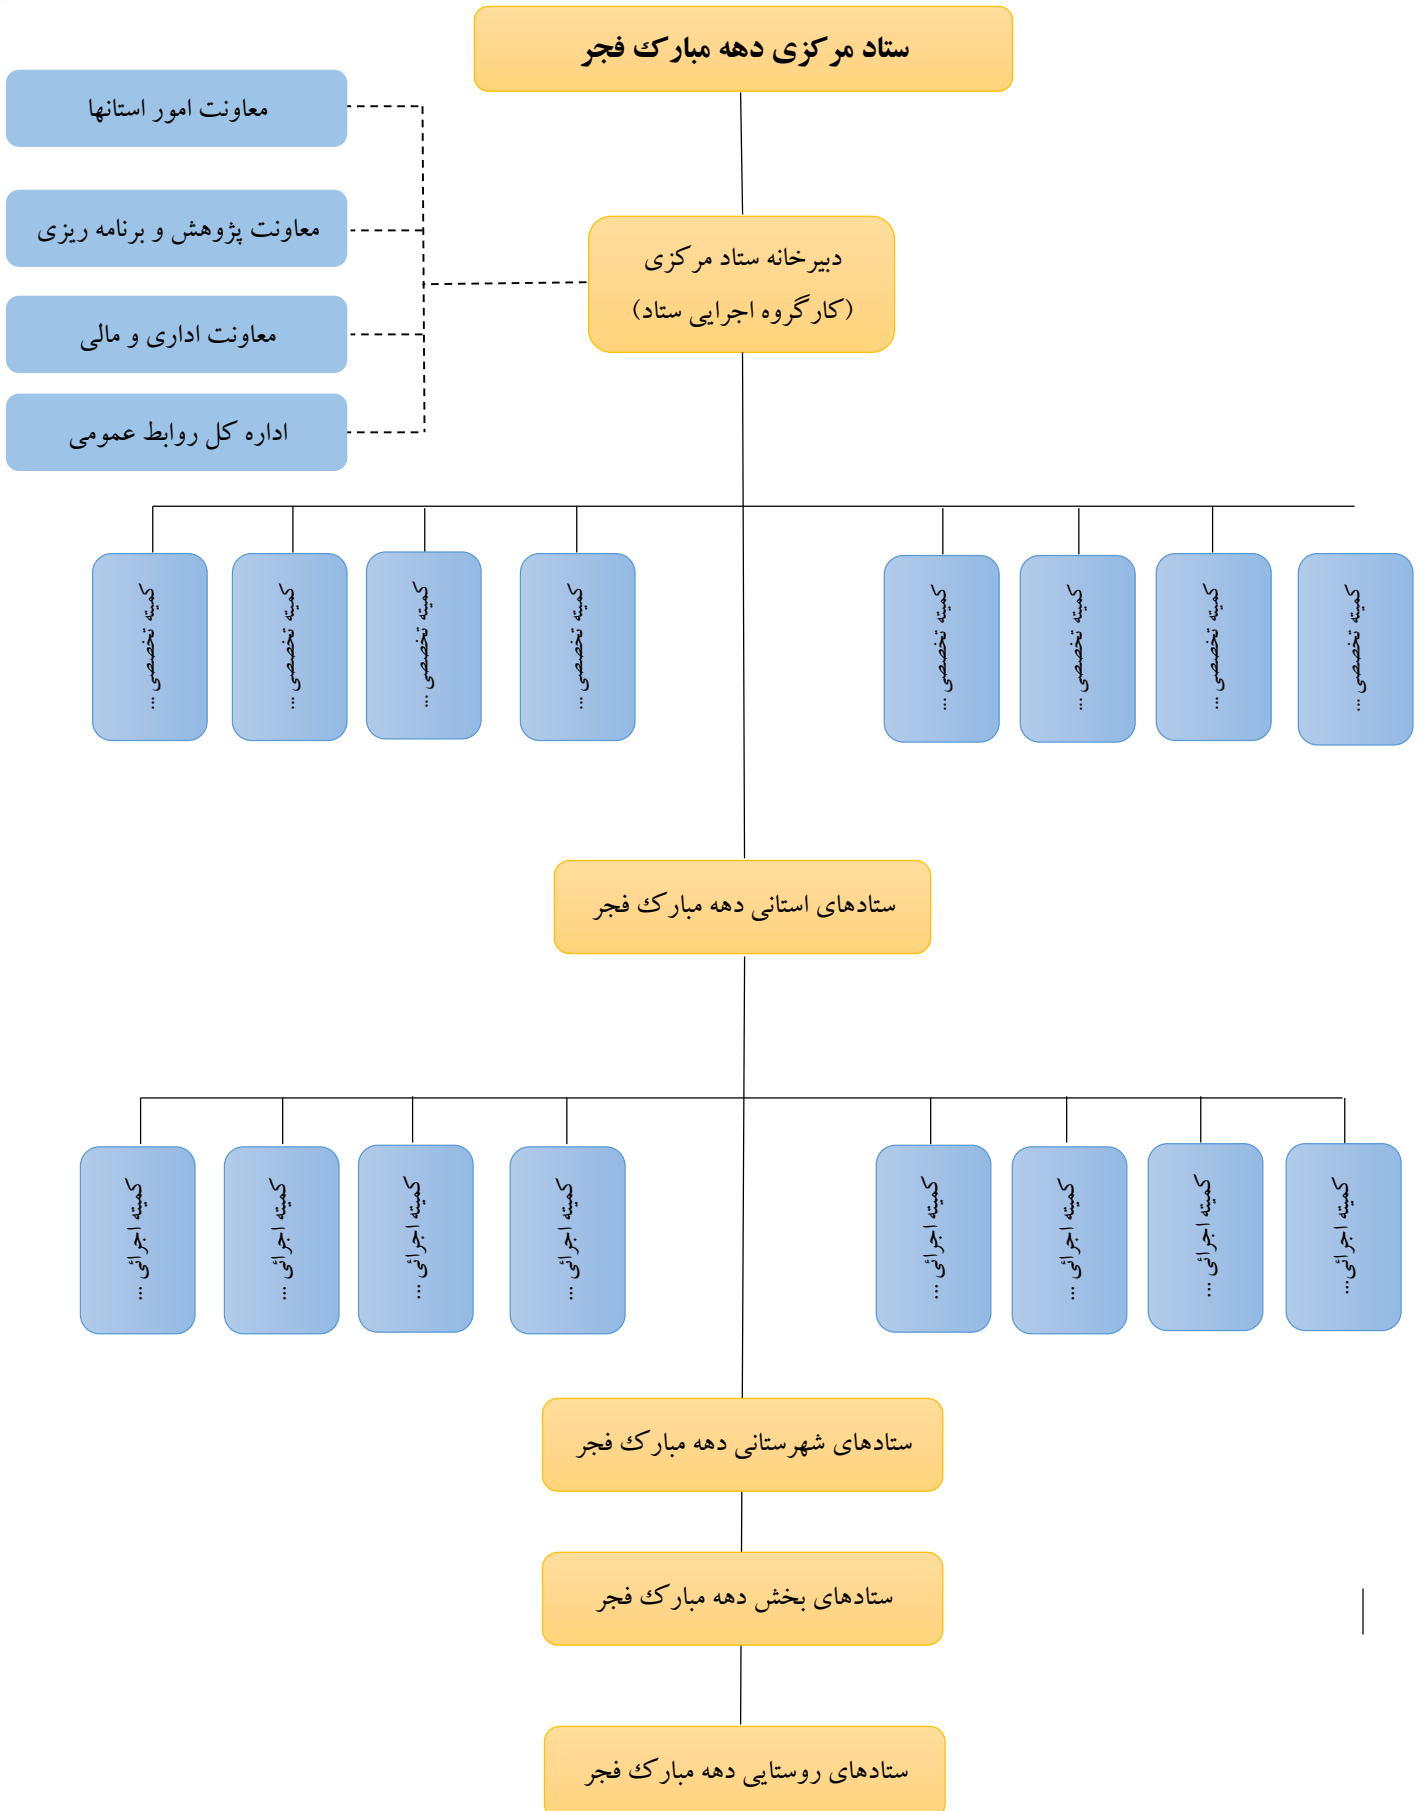 ستاد مرکزی دهه مبارک فجر
معاونت امور استانها
معاونت پژوهش و برنامه ریزی
دبیرخانه ستاد مرکزی
(کارگروه اجرایی ستاد)
معاونت اداری و مالی
اداره کل روابط عمومی
کمیته تخصصی ...
کمیته تخصصی ...
کمیته تخصصی ...
کمیته تخصصی ...
کمیته تخصصی ...
کمیته تخصصی ...
کمیته تخصصی ...
کمیته تخصصی ...
ستادهای استانی دهه مبارک فجر
کمیته اجرائی...
کمیته اجرائی ...
کمیته اجرائی ...
کمیته اجرائی ...
کمیته اجرائی ...
کمیته اجرائی ...
کمیته اجرائی ...
کمیته اجرائی ...
ستادهای شهرستانی دهه مبارک فجر
ستادهای بخش دهه مبارک فجر
ستادهای روستایی دهه مبارک فجر